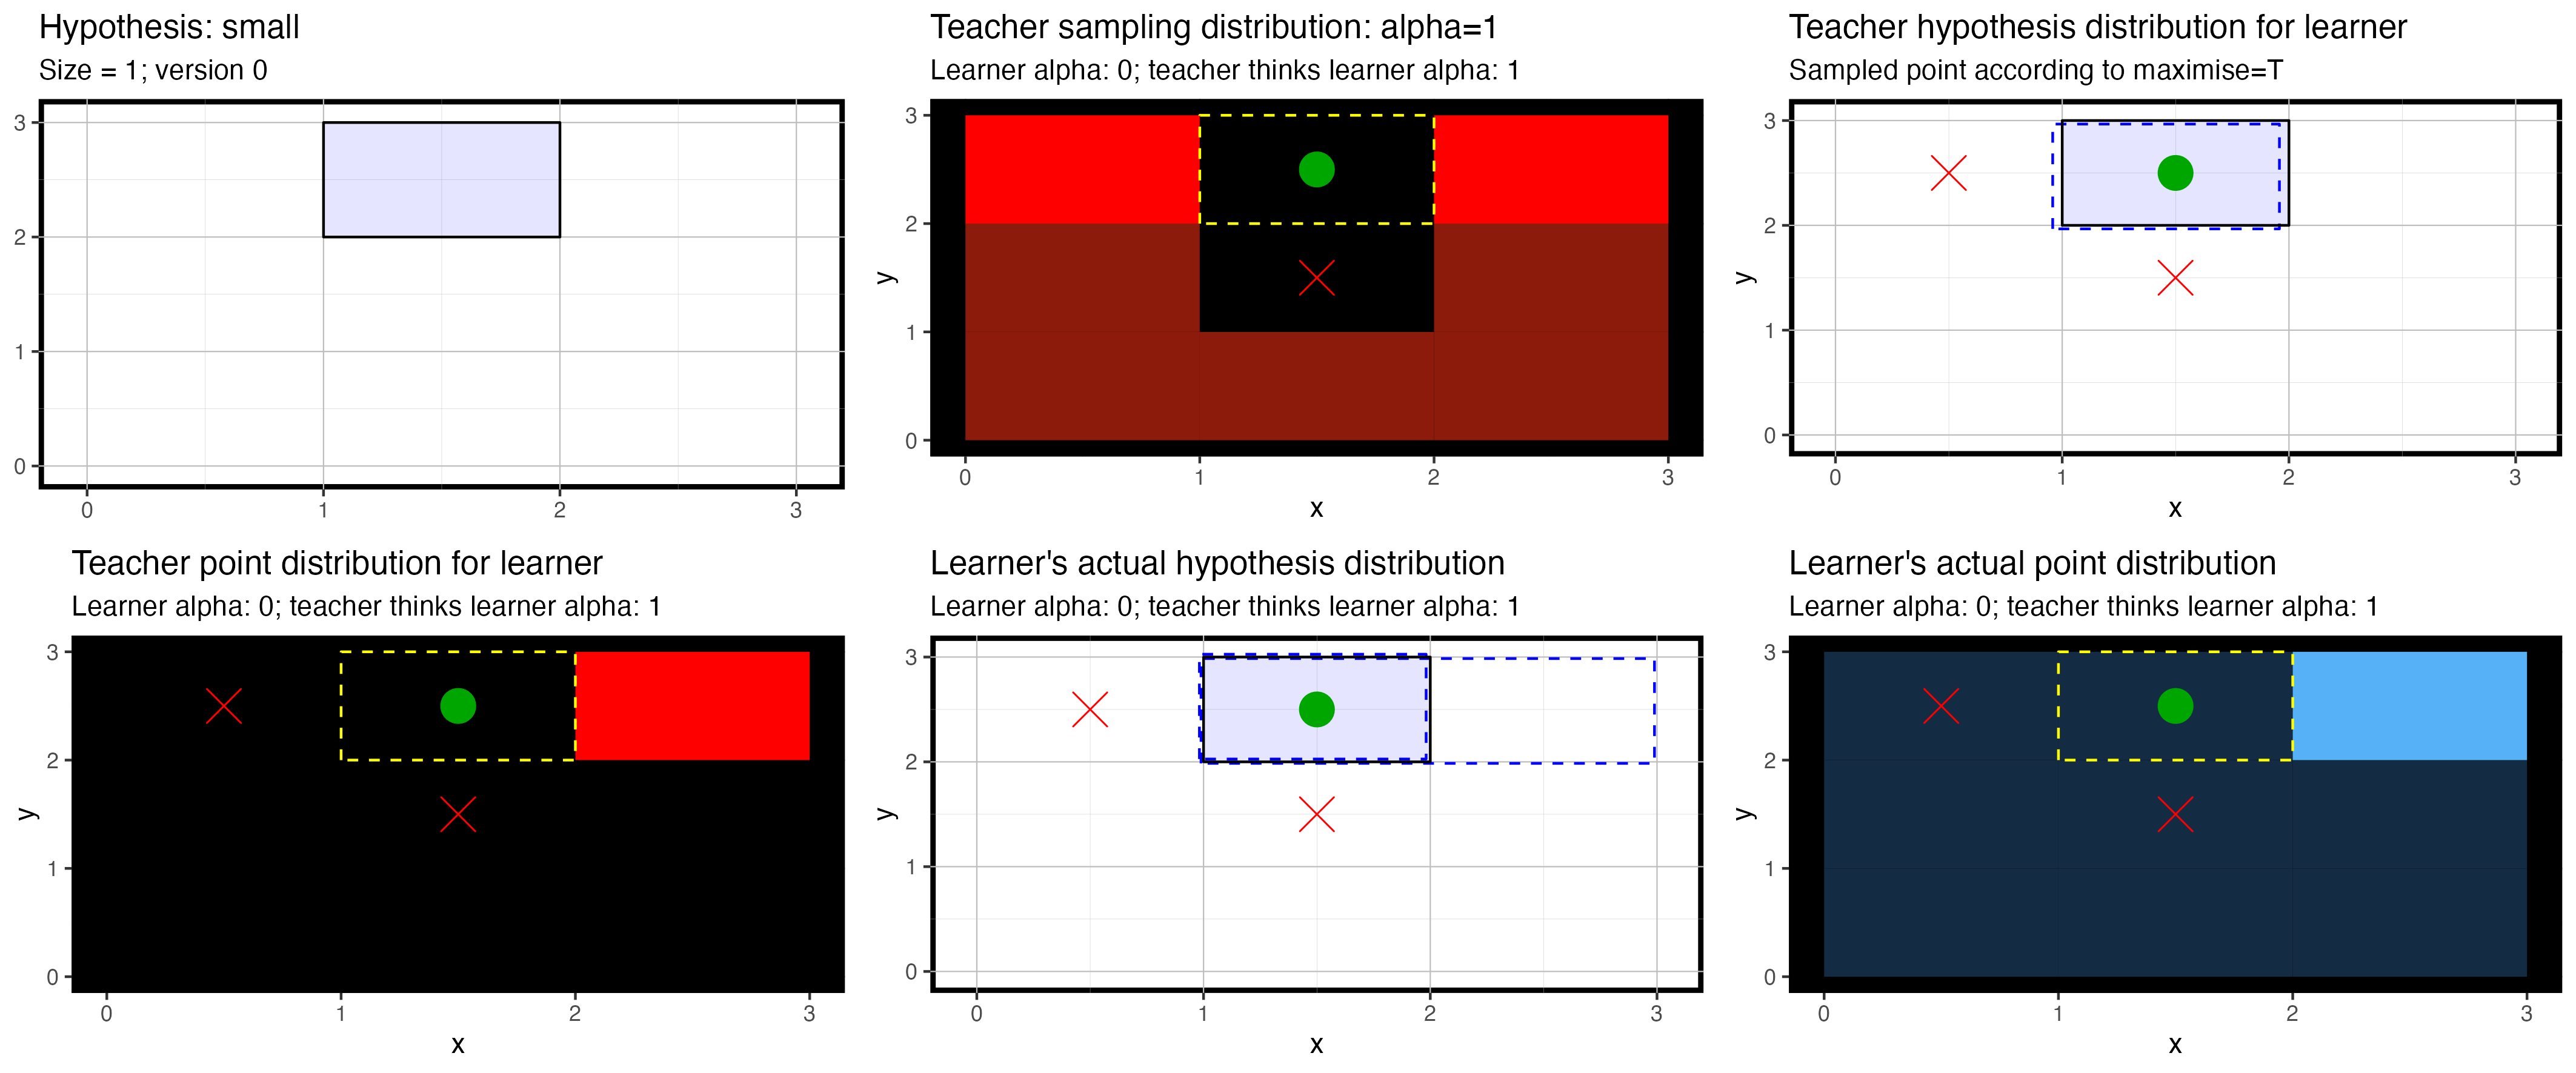 Hypothesis: small
Size = 1; version 0
3
2
1
0
0 1 2 3
Teacher sampling distribution: alpha=1
Learner alpha: 0; teacher thinks learner alpha: 1
y
3
2
1
0
0 1 2 3
x
Teacher hypothesis distribution for learner
Sampled point according to maximise=T
y
3
2
1
0
0 1 2 3
x
Teacher point distribution for learner
Learner alpha: 0; teacher thinks learner alpha: 1
y
3
2
1
0
0 1 2 3
x
Learner's actual hypothesis distribution
Learner alpha: 0; teacher thinks learner alpha: 1
y
3
2
1
0
0 1 2 3
x
Learner's actual point distribution
Learner alpha: 0; teacher thinks learner alpha: 1
y
3
2
1
0
0 1 2 3
x